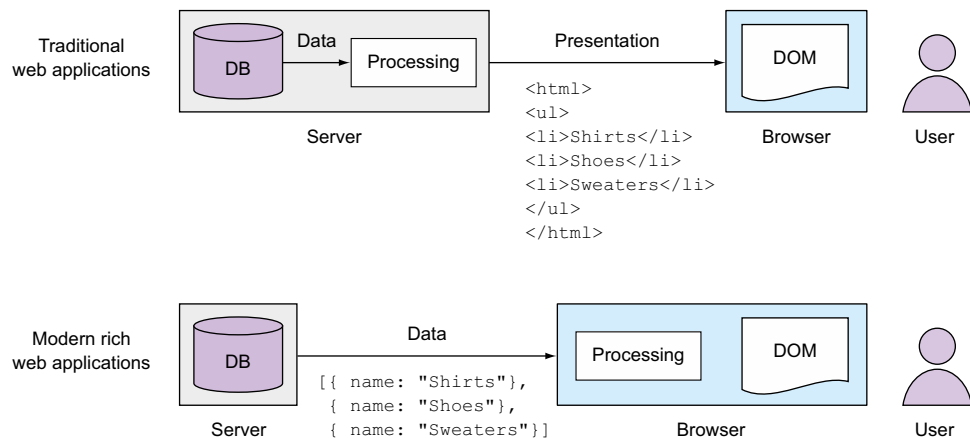 Traditional
web applications
DB
Data
Processing
Server
Presentation
<html>
<ul>
<li>Shirts</li>
<li>Shoes</li>
<li>Sweaters</li>
</ul>
</html>
DOM
Browser
User
Modern rich
web applications
DB
Server
Data
[{ name: "Shirts"},
{ name: "Shoes"},
{ name: "Sweaters"}]
Processing
DOM
Browser
User